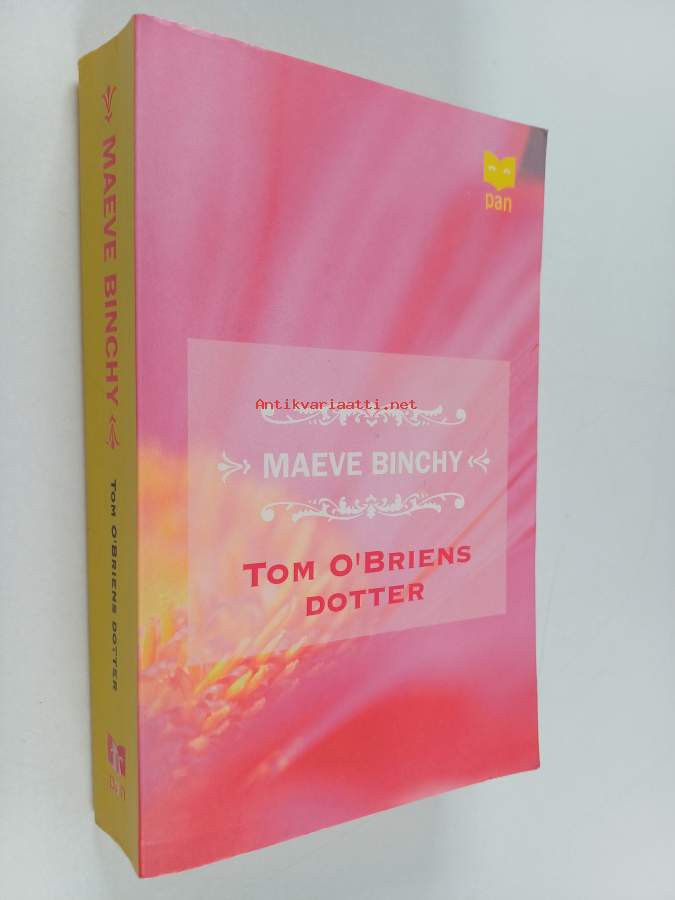 MAEVE BINCHY
TOM O'BRIENS DOTTER
pan
pan
Antikvariaatti.net
MAEVE BINCHY
TOM O'BRIENS
DOTTER